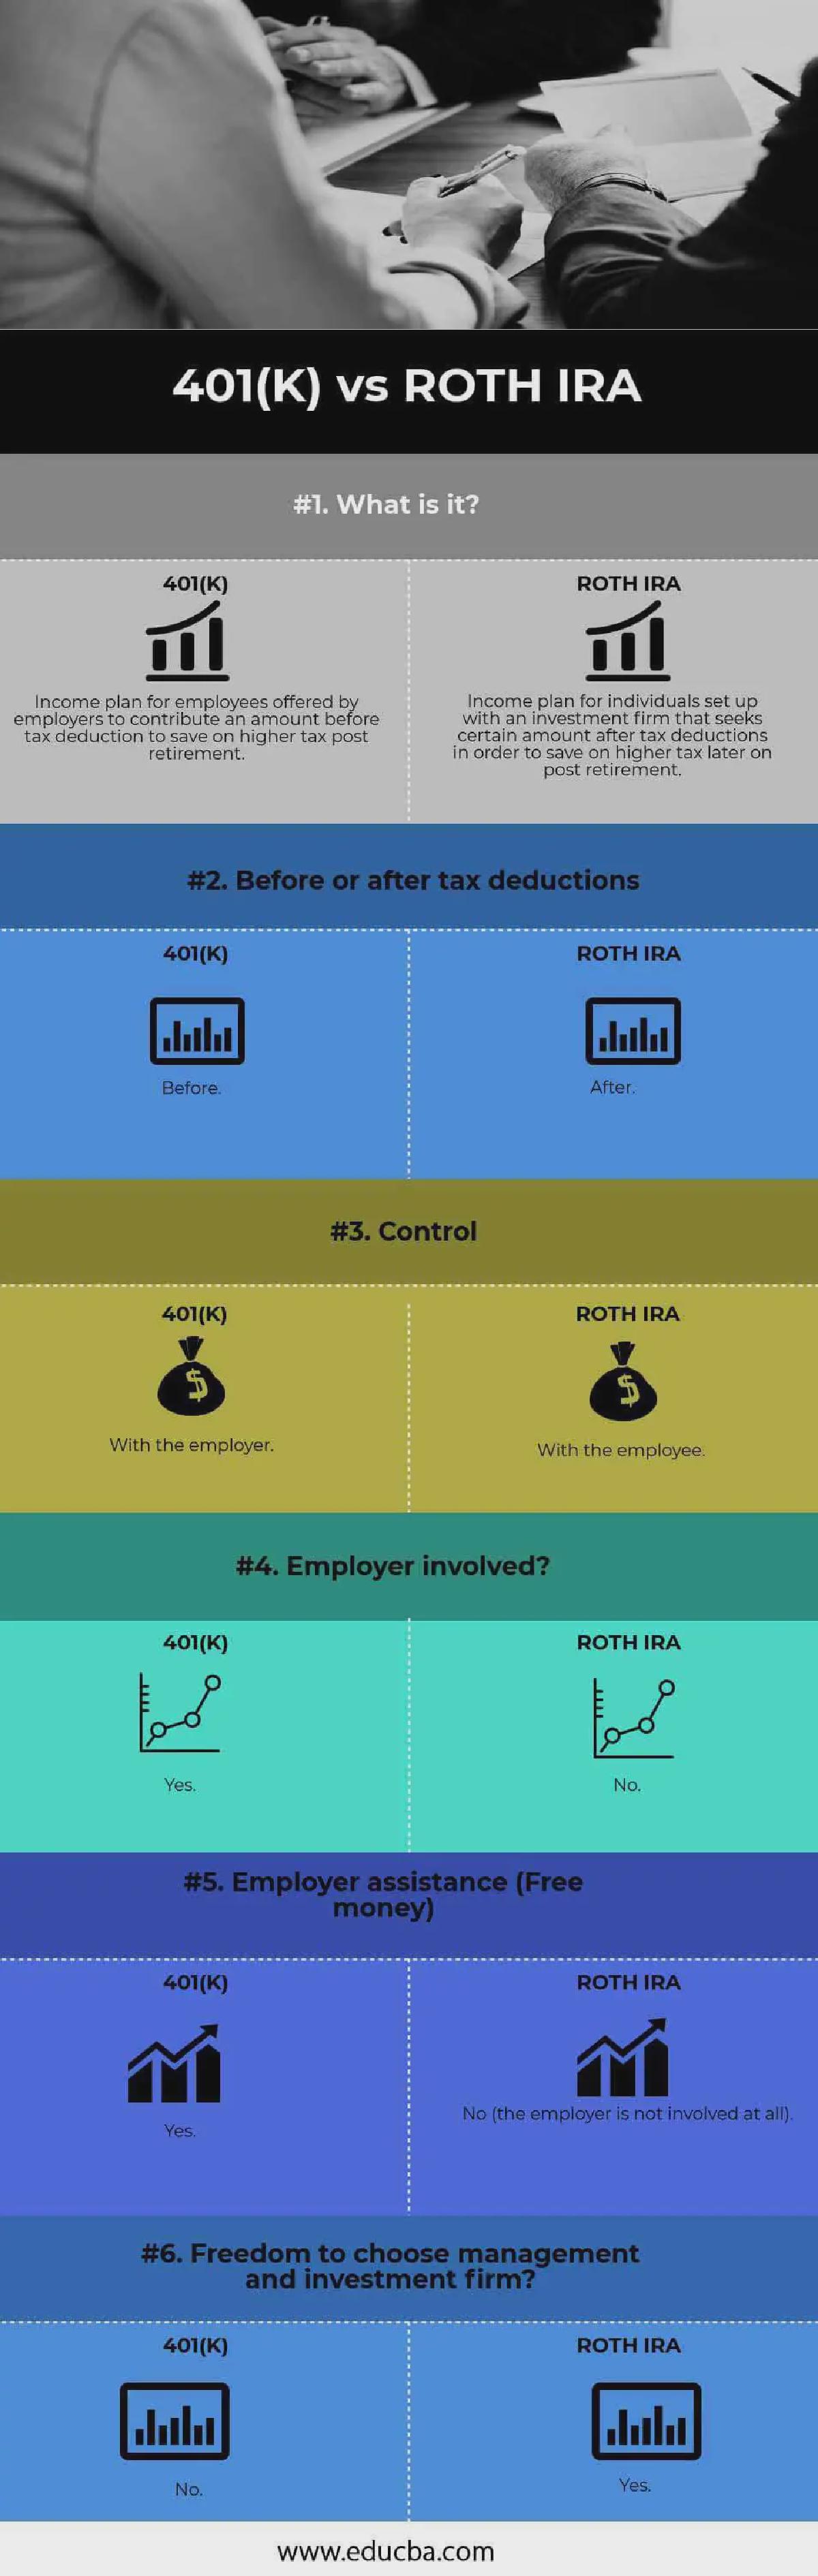 401(K) vs ROTH IRA
#1. What is it?
401(K)
Income plan for employees offered by
employers to contribute an amount before
tax deduction to save on higher tax post
retirement.
ROTH IRA
Income plan for individuals set up
with an investment firm that seeks
certain amount after tax deductions
in order to save on higher tax later on
post retirement.
#2. Before or after tax deductions
401(K)
Before.
ROTH IRA
After.
#3. Control
401(K)
$
With the employer.
ROTH IRA
$
With the employee.
#4. Employer involved?
401(K)
Yes.
ROTH IRA
No.
#5. Employer assistance (Free
money)
401(K)
Yes.
ROTH IRA
No (the employer is not involved at all).
#6. Freedom to choose management
and investment firm?
401(K)
No.
ROTH IRA
Yes.
www.educba.com